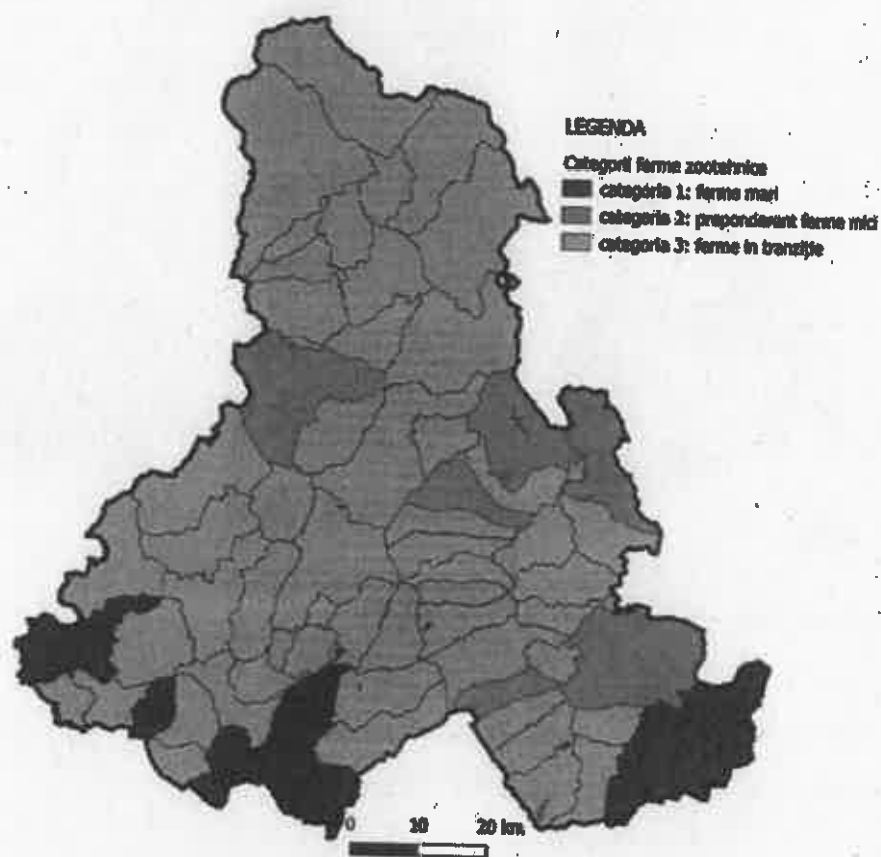 LEGENDA
Categorii ferme zootehnice
categoria 1: ferme mari
categoria 2: preponderant ferme mici
categoria 3: ferme in tranziție
0 10 20 km